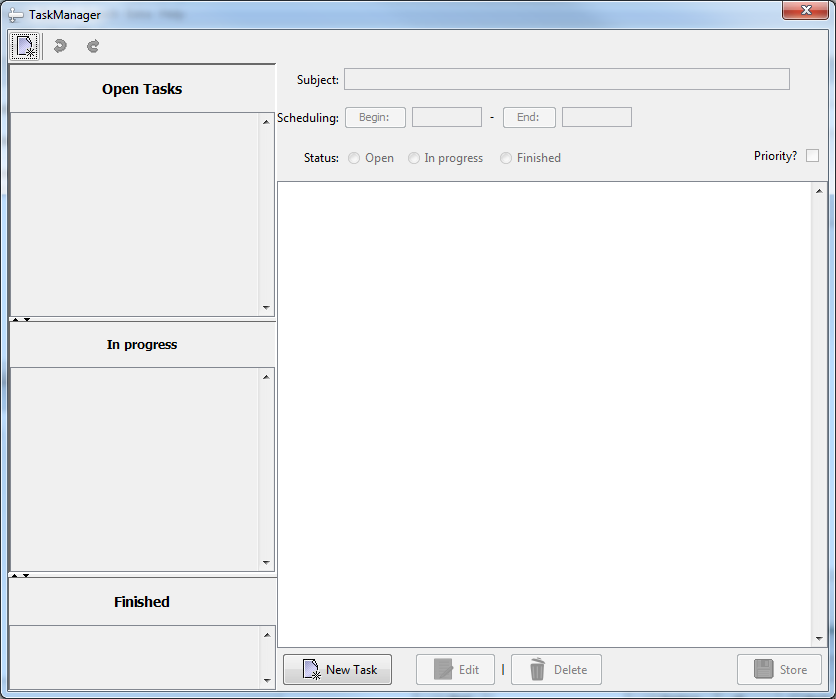 TaskManager
Open Tasks
In progress
Finished
Subject:
Scheduling: Begin: - End:
Status: Open In progress Finished
Priority?
New Task Edit | Delete Store